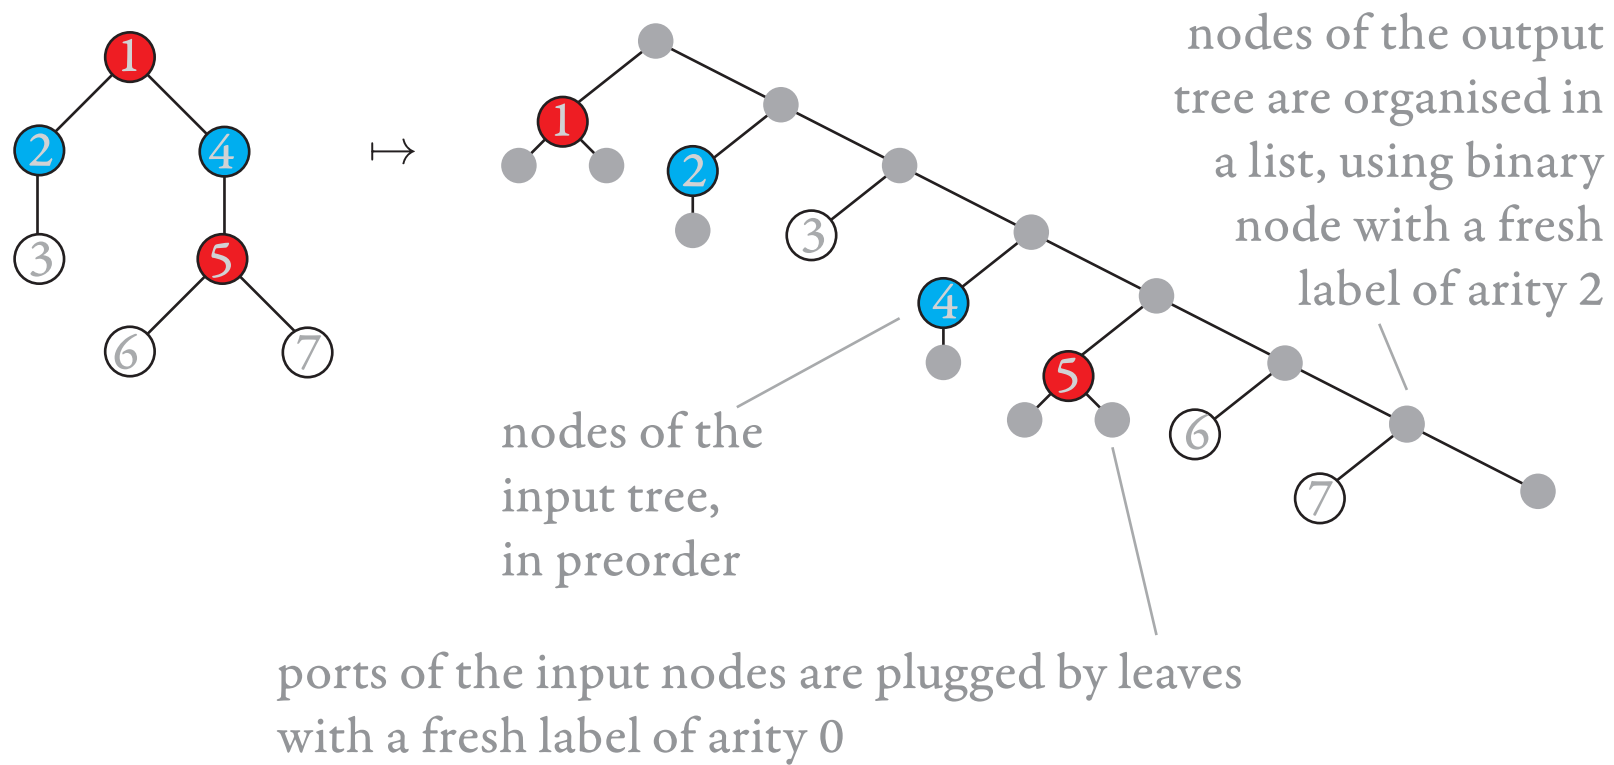 1
2
4
3
5
6
7
↦
1
2
3
4
5
6
7
nodes of the output
tree are organised in
a list, using binary
node with a fresh
label of arity 2
nodes of the
input tree,
in preorder
ports of the input nodes are plugged by leaves
with a fresh label of arity 0